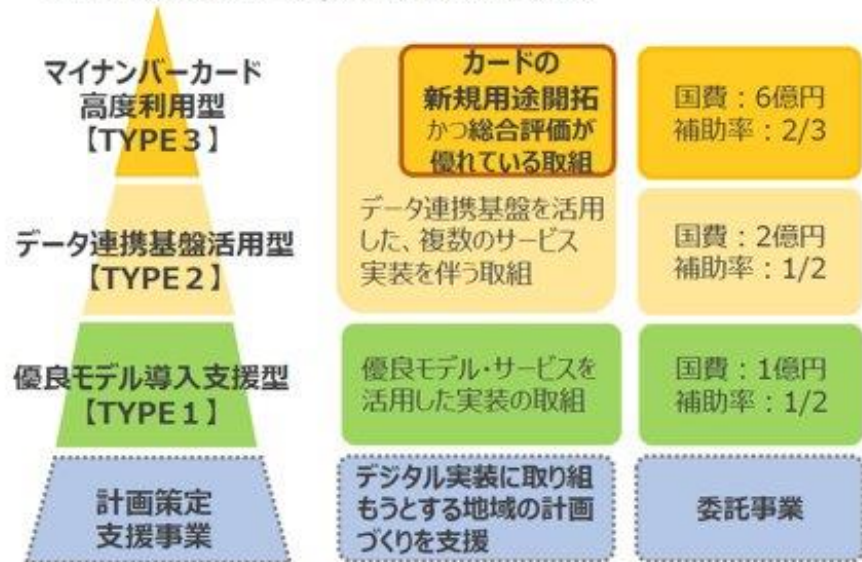 マイナンバーカード
高度利用型
【TYPE3】
カードの
新規用途開拓
かつ総合評価が
優れている取組
国費：6億円
補助率：2/3
データ連携基盤活用型
【TYPE2】
データ連携基盤を活用
した、複数のサービス
実装を伴う取組
国費：2億円
補助率：1/2
優良モデル導入支援型
【TYPE1】
優良モデル・サービスを
活用した実装の取組
国費：1億円
補助率：1/2
計画策定
支援事業
デジタル実装に取り組
もうとする地域の計画
づくりを支援
委託事業